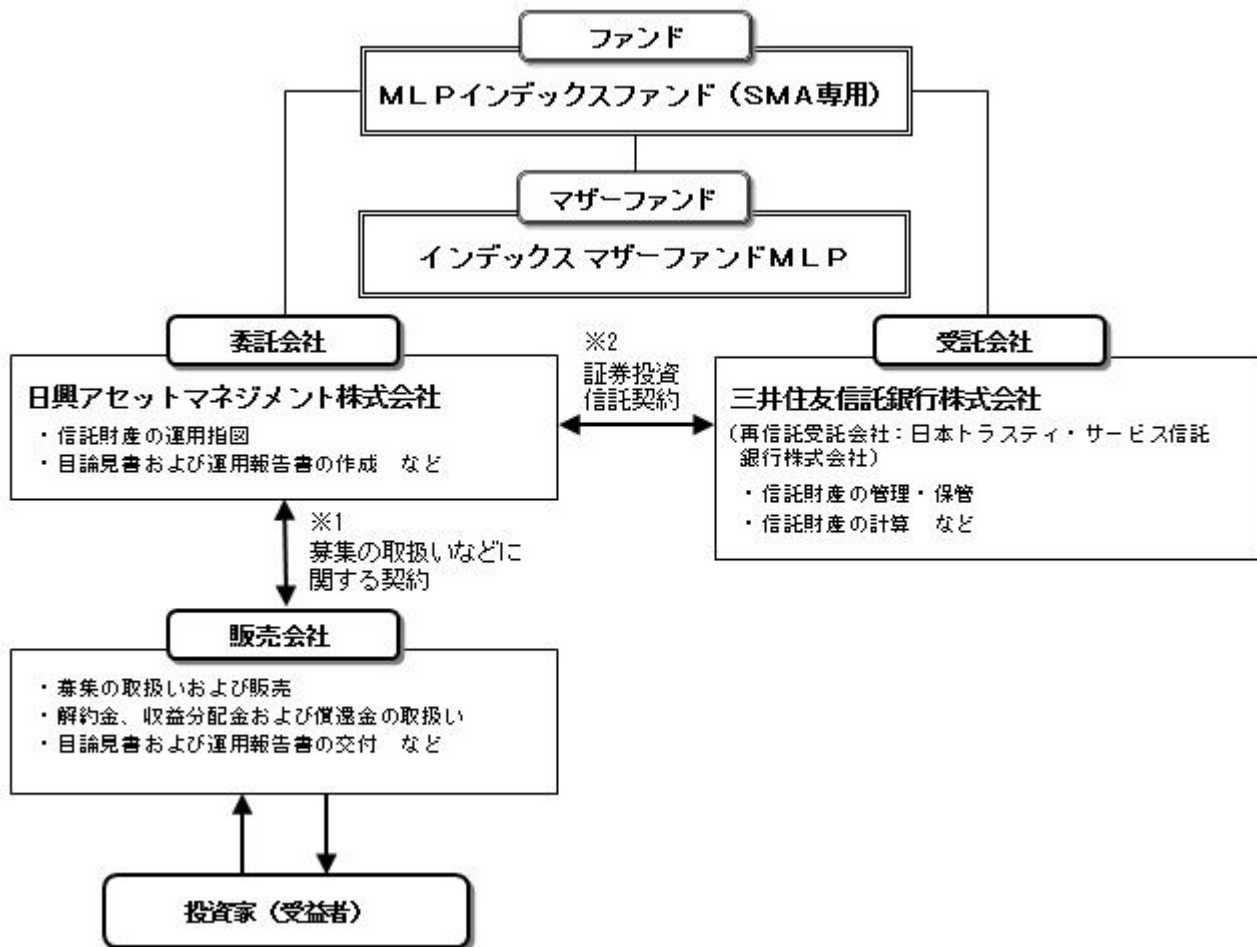 ファンド
MLPインデックスファンド(SMA専用)
マザーファンド
インデックス マザーファンドMLP
委託会社
日興アセットマネジメント株式会社
・信託財産の運用指図
・目論見書および運用報告書の作成 など
※2
証券投資
信託契約
受託会社
三井住友信託銀行株式会社
(再信託受託会社:日本トラスティ・サービス信託
銀行株式会社)
・信託財産の管理・保管
・信託財産の計算 など
※1
募集の取扱いなどに
関する契約
販売会社
・募集の取扱いおよび販売
・解約金、収益分配金および償還金の取扱い
・目論見書および運用報告書の交付 など
投資家(受益者)